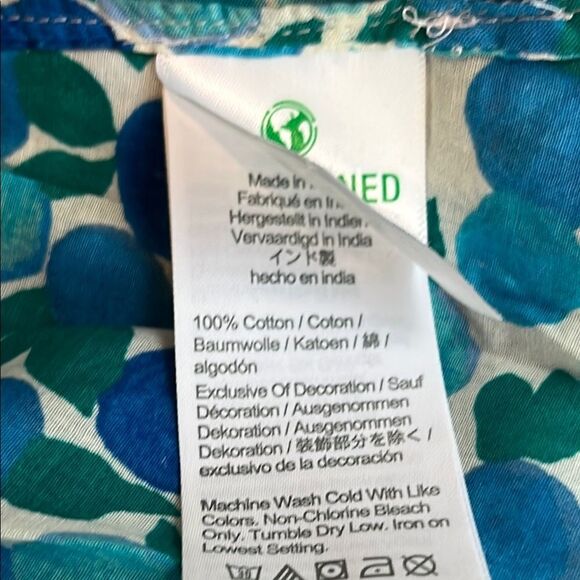 Made in
NED
Fabriqué en
Hergestellt in Indien
Vervaardigd in India
インド製
hecho en india
100% Cotton / Coton /
Baumwolle / Katoen / 綿 /
algodón
Exclusive Of Decoration / Sauf
Décoration / Ausgenommen
Dekoration / Ausgenommen
Dekoration / 装飾部分を除く /
exclusivo de la decoración
Machine Wash Cold With Like
Colors. Non-Chlorine Bleach
Only. Tumble Dry Low. Iron on
Lowest Setting.